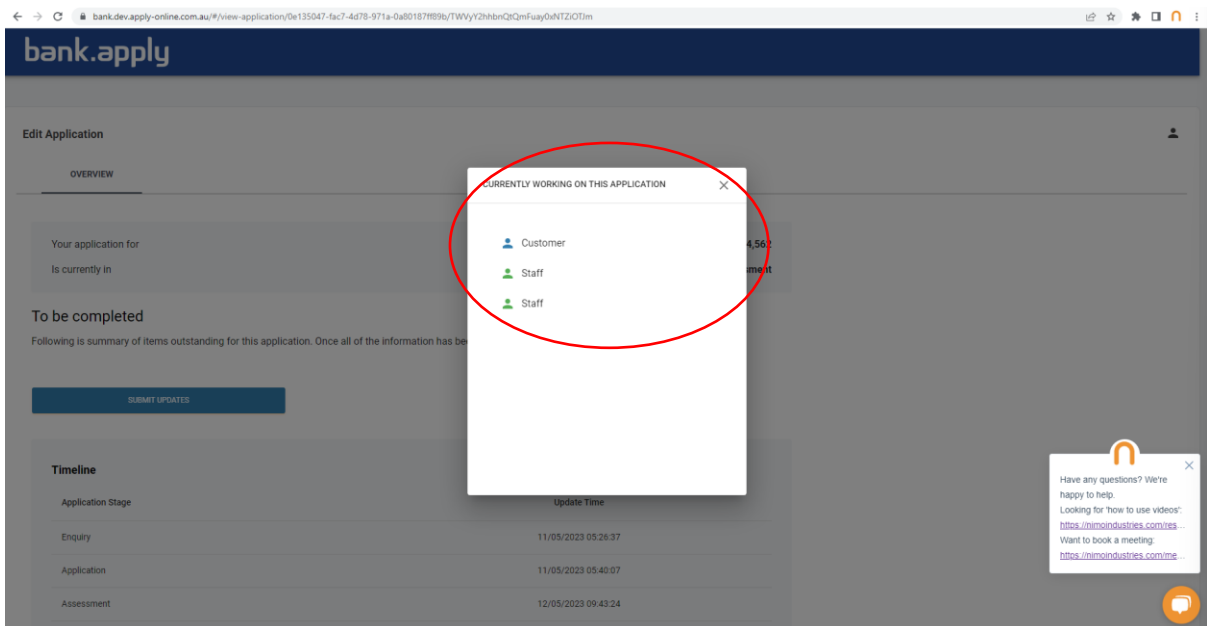 bank.dev.apply-online.com.au/#/view-application/0e135047-fac7-4d78-971a-0a80187ff89b/TWVyY2hhbnQtQmFuay0xNTZiOTJm
bank.apply
Edit Application
OVERVIEW
CURRENTLY WORKING ON THIS APPLICATION
Customer
Staff
Staff
Your application for 4,562
Is currently in
To be completed
Following is summary of items outstanding for this application. Once all of the information has
SUBMIT UPDATES
Timeline
Application Stage Update Time
Enquiry 11/05/2023 05:26:37
Application 11/05/2023 05:40:07
Assessment 12/05/2023 09:43:24
Have any questions? We're
happy to help.
Looking for 'how to use videos':
https://nimoindustries.com/res...
Want to book a meeting:
https://nimoindustries.com/me...